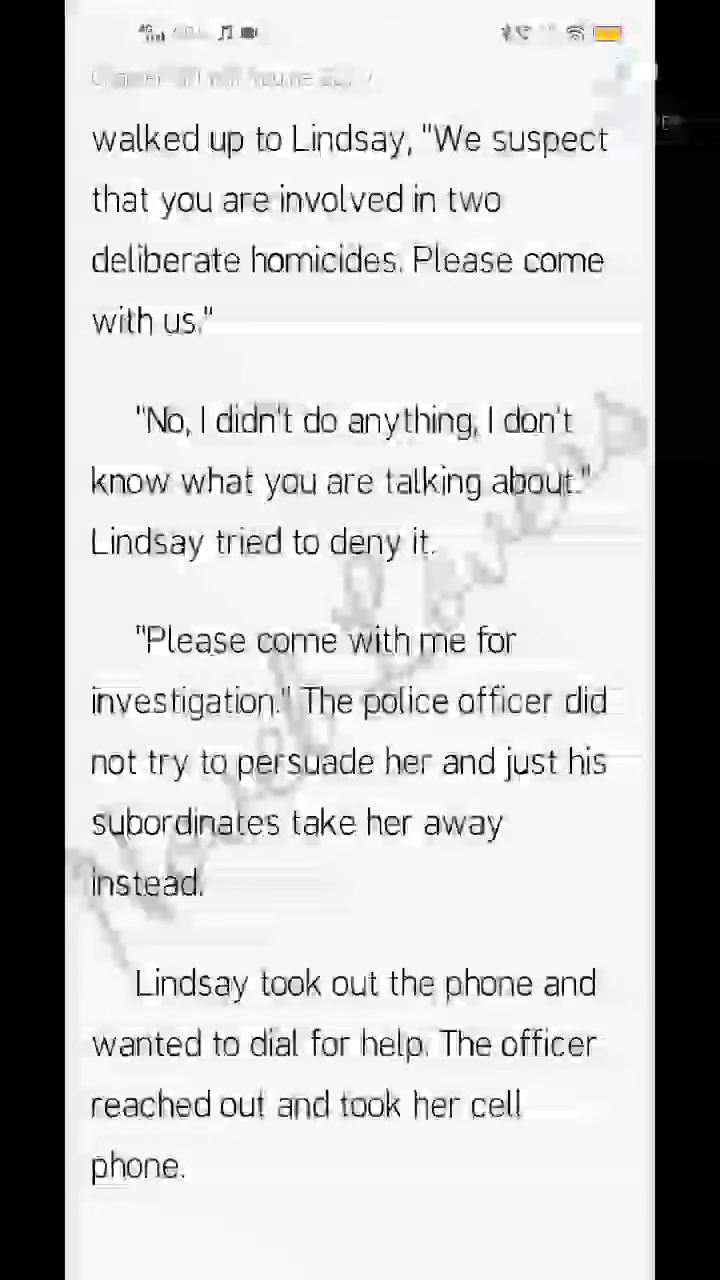 4G
walked up to Lindsay, "We suspect
that you are involved in two
deliberate homicides. Please come
with us."
"No, I didn't do anything, I don't
know what you are talking about."
Lindsay tried to deny it.
"Please come with me for
investigation." The police officer did
not try to persuade her and just his
subordinates take her away
instead.
Lindsay took out the phone and
wanted to dial for help. The officer
reached out and took her cell
phone.
Novel Lovers